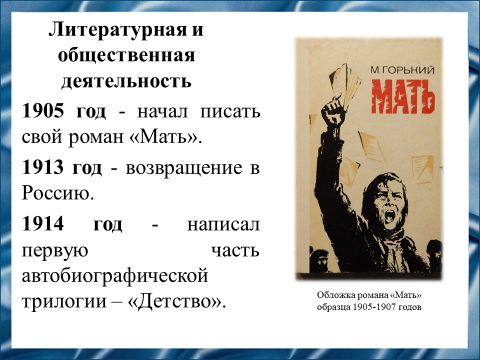 Литературная и
общественная
деятельность
1905 год - начал писать
свой роман «Мать».
1913 год - возвращение в
Россию.
1914 год - написал
первую часть
автобиографической
трилогии – «Детство».
М. ГОРЬКИЙ
МАТЬ
Обложка романа «Мать»
образца 1905-1907 годов